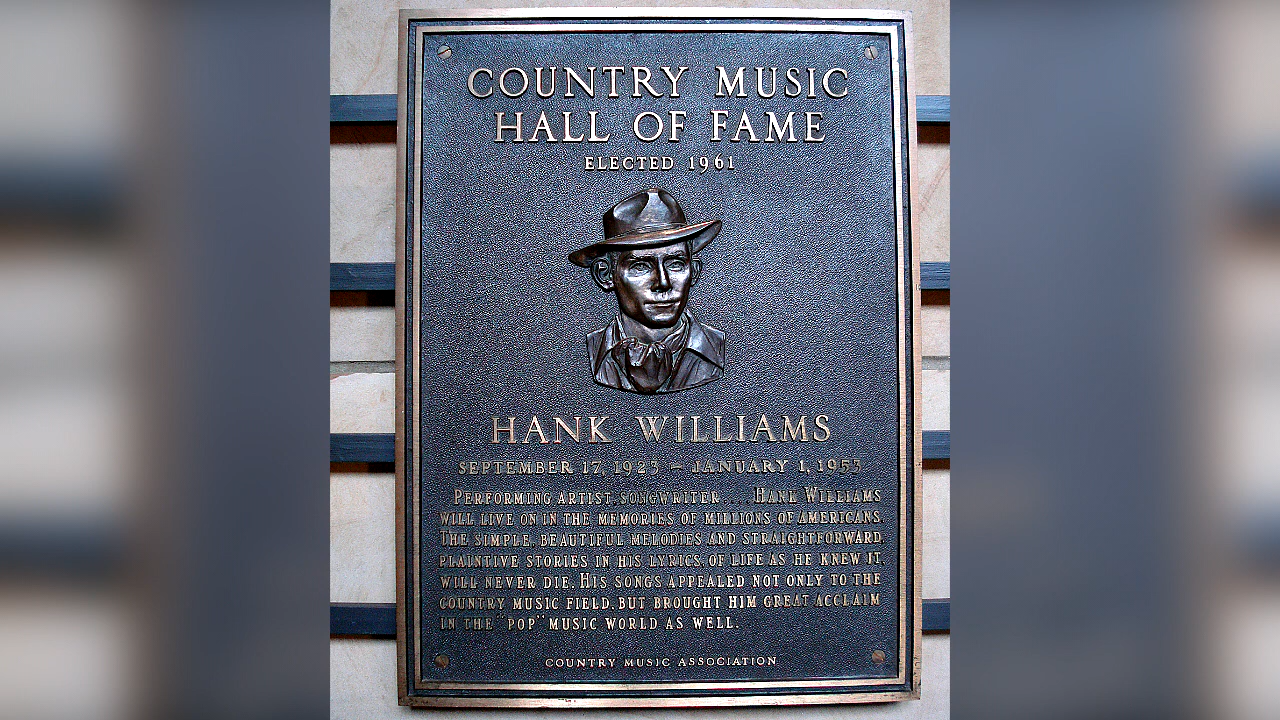 COUNTRY MUSIC
HALL OF FAME
ELECTED 1961
HANK WILLIAMS
SEPTEMBER 17, JANUARY 1, 1953
PERFORMING ARTIST, SONGWRITER HANK WILLIAMS
WILL LIVE ON IN THE MEMORIES OF MILLIONS OF AMERICANS.
THE SIMPLE, BEAUTIFUL MELODIES AND STRAIGHTFORWARD
STORIES IN HIS LYRICS OF LIFE AS HE KNEW IT
WILL NEVER DIE. HIS SONGS APPEALED NOT ONLY TO THE
COUNTRY MUSIC FIELD, BUT BROUGHT HIM GREAT ACCLAIM
IN THE "POP" MUSIC WORLD AS WELL.
COUNTRY MUSIC ASSOCIATION